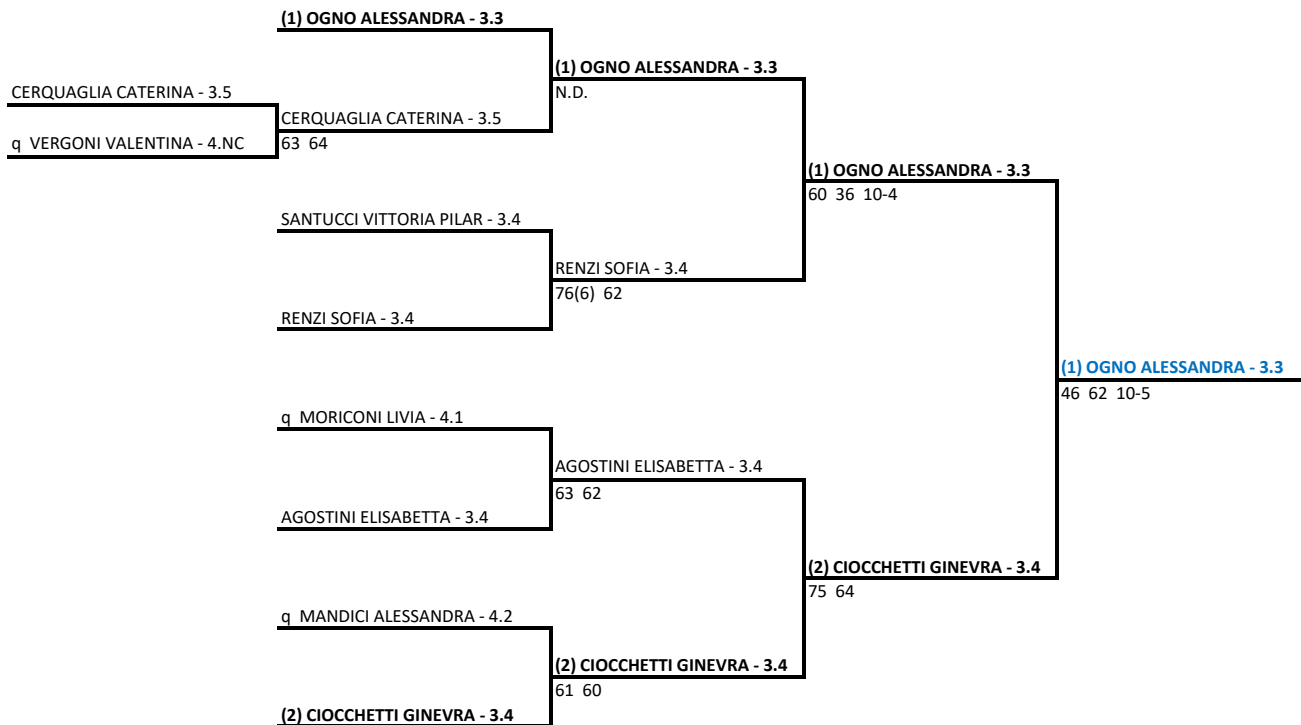 (1) OGNO ALESSANDRA - 3.3
(1) OGNO ALESSANDRA - 3.3
CERQUAGLIA CATERINA - 3.5
N.D.
CERQUAGLIA CATERINA - 3.5
q VERGONI VALENTINA - 4.NC
63 64
(1) OGNO ALESSANDRA - 3.3
60 36 10-4
SANTUCCI VITTORIA PILAR - 3.4
RENZI SOFIA - 3.4
76(6) 62
RENZI SOFIA - 3.4
(1) OGNO ALESSANDRA - 3.3
46 62 10-5
q MORICONI LIVIA - 4.1
AGOSTINI ELISABETTA - 3.4
63 62
AGOSTINI ELISABETTA - 3.4
(2) CIOCCHETTI GINEVRA - 3.4
75 64
q MANDICI ALESSANDRA - 4.2
(2) CIOCCHETTI GINEVRA - 3.4
61 60
(2) CIOCCHETTI GINEVRA - 3.4